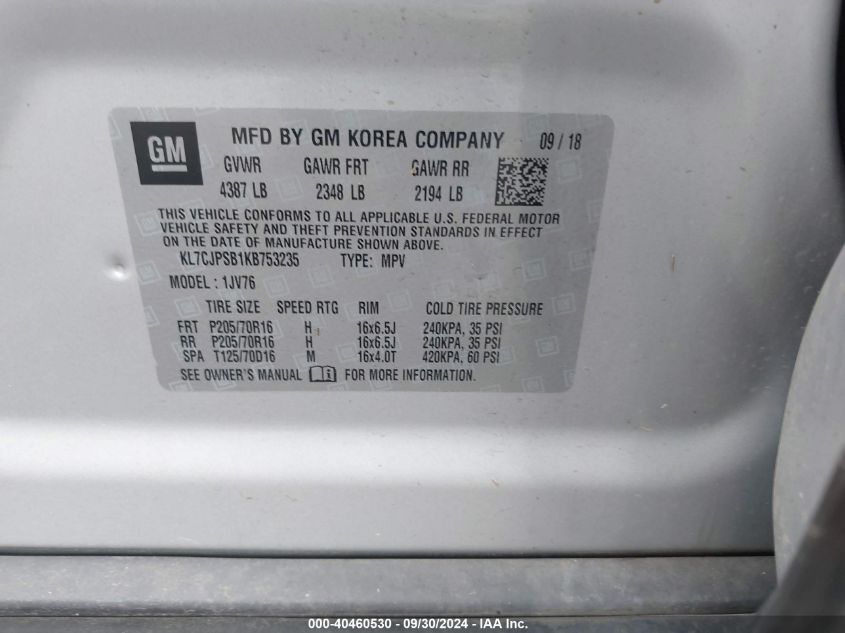 GM MFD BY GM KOREA COMPANY 09 / 18
GVWR GAWR FRT GAWR RR
4387 LB 2348 LB 2194 LB
THIS VEHICLE CONFORMS TO ALL APPLICABLE U.S. FEDERAL MOTOR
VEHICLE SAFETY AND THEFT PREVENTION STANDARDS IN EFFECT
ON THE DATE OF MANUFACTURE SHOWN ABOVE.
KL7CJPSB1KB753235 TYPE: MPV
MODEL : 1JV76
TIRE SIZE SPEED RTG RIM COLD TIRE PRESSURE
FRT P205/70R16 H 16x6.5J 240KPA, 35 PSI
RR P205/70R16 H 16x6.5J 240KPA, 35 PSI
SPA T125/70D16 M 16x4.0T 420KPA, 60 PSI
SEE OWNER'S MANUAL FOR MORE INFORMATION.
000-40460530 - 09/30/2024 - IAA Inc.